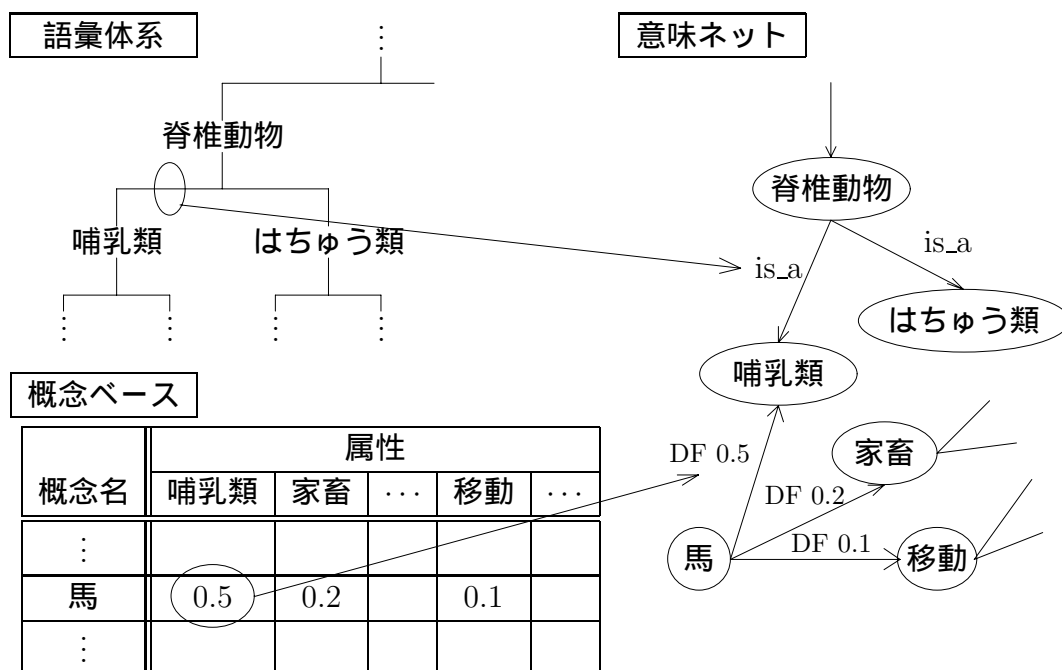 語彙体系
⋮
脊椎動物
哺乳類 はちゅう類
⋮ ⋮ ⋮ ⋮
概念ベース
概念名 属性
哺乳類 家畜 ··· 移動 ···
⋮
馬 0.5 0.2 0.1
⋮
意味ネット
脊椎動物
is_a
is_a
はちゅう類
哺乳類
DF 0.5
家畜
DF 0.2
馬
DF 0.1
移動